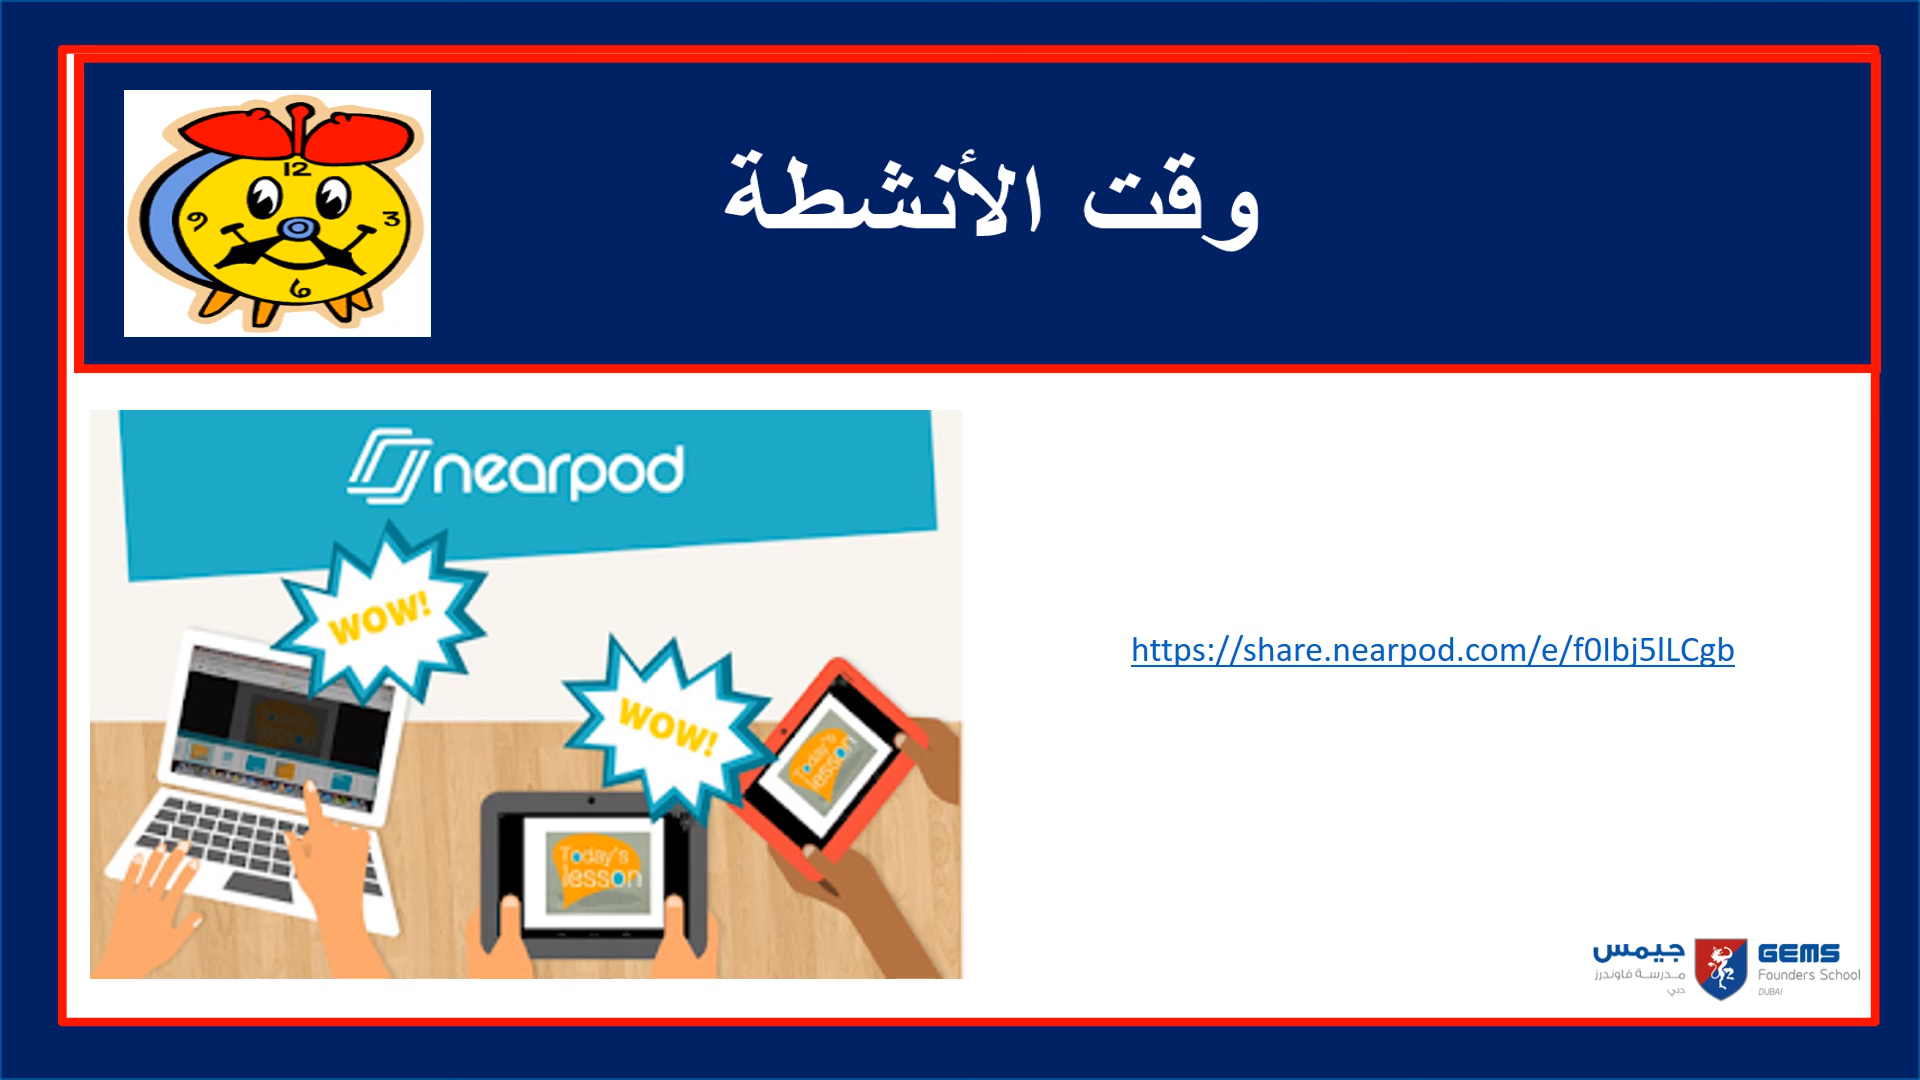 وقت الأنشطة
12
3
6
9
nearpod
WOW!
WOW!
Today's
lesson
Today's
lesson
https://share.nearpod.com/e/f0Ibj5lLCgb
جيمس
مدرسة فاوندرز
دبي
GEMS
Founders School
DUBAI